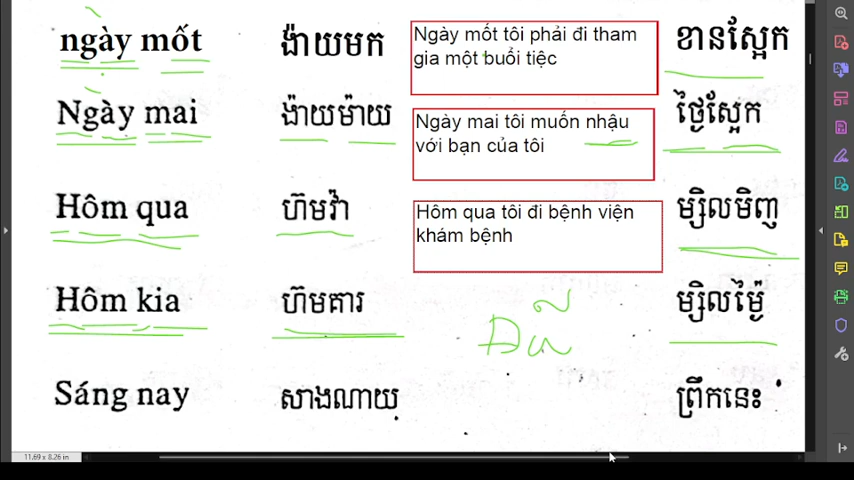 ngày mốt ង៉ាយមក Ngày mốt tôi phải đi tham ខានស្អែក
gia một buổi tiệc
Ngày mai ង៉ាយម៉ាយ Ngày mai tôi muốn nhậu ថ្ងៃស្អែក
với bạn của tôi
Hôm qua ហ៊មវ៉ា Hôm qua tôi đi bệnh viện ម្សិលមិញ
khám bệnh
Hôm kia ហ៊មគារ ម្សិលម្ង៉ៃ
Sáng nay សាងណាយ ព្រឹកនេះ
11.69 x 8.26 in